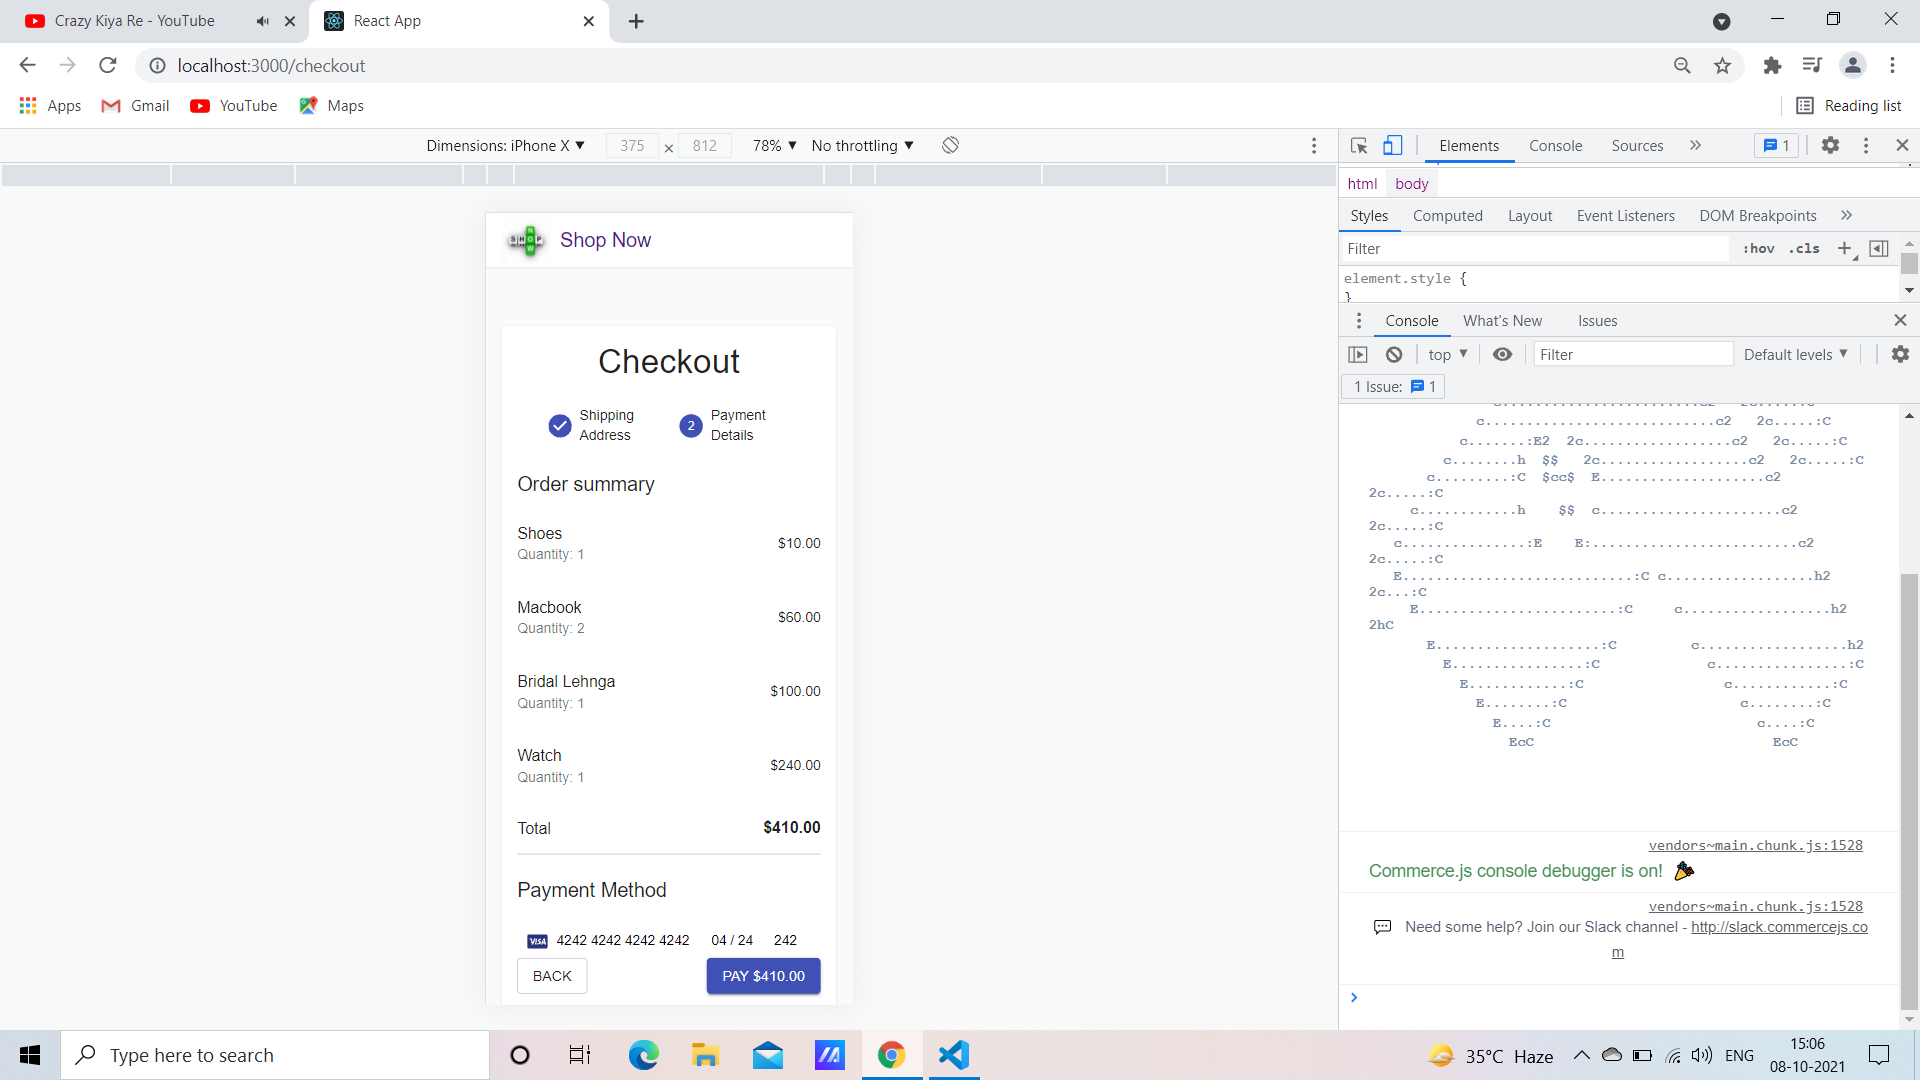 Crazy Kiya Re - YouTube
React App
localhost:3000/checkout
Apps
Gmail
YouTube
Maps
Reading list
Dimensions: iPhone X ▼ 375 × 812 78% ▼ No throttling ▼
Elements Console Sources » 1
html body
Styles Computed Layout Event Listeners DOM Breakpoints »
Filter :hov .cls +
element.style {
}
Console What's New Issues
top ▼ Filter Default levels ▼
1 Issue: 1
SHOP
NOW
Shop Now
Checkout
Shipping Address
2 Payment Details
Order summary
Shoes
Quantity: 1
$10.00
Macbook
Quantity: 2
$60.00
Bridal Lehnga
Quantity: 1
$100.00
Watch
Quantity: 1
$240.00
Total $410.00
Payment Method
VISA 4242 4242 4242 4242 04 / 24 242
BACK PAY $410.00
vendors~main.chunk.js:1528
Commerce.js console debugger is on!
vendors~main.chunk.js:1528
Need some help? Join our Slack channel - http://slack.commercejs.co
m
Type here to search
35°C Haze
ENG
15:06
08-10-2021